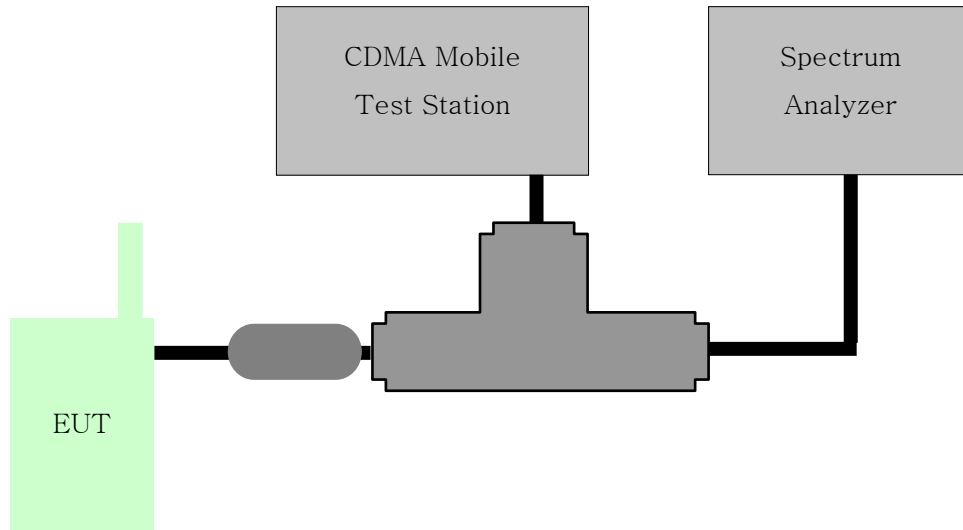 CDMA Mobile
Test Station
Spectrum
Analyzer
EUT